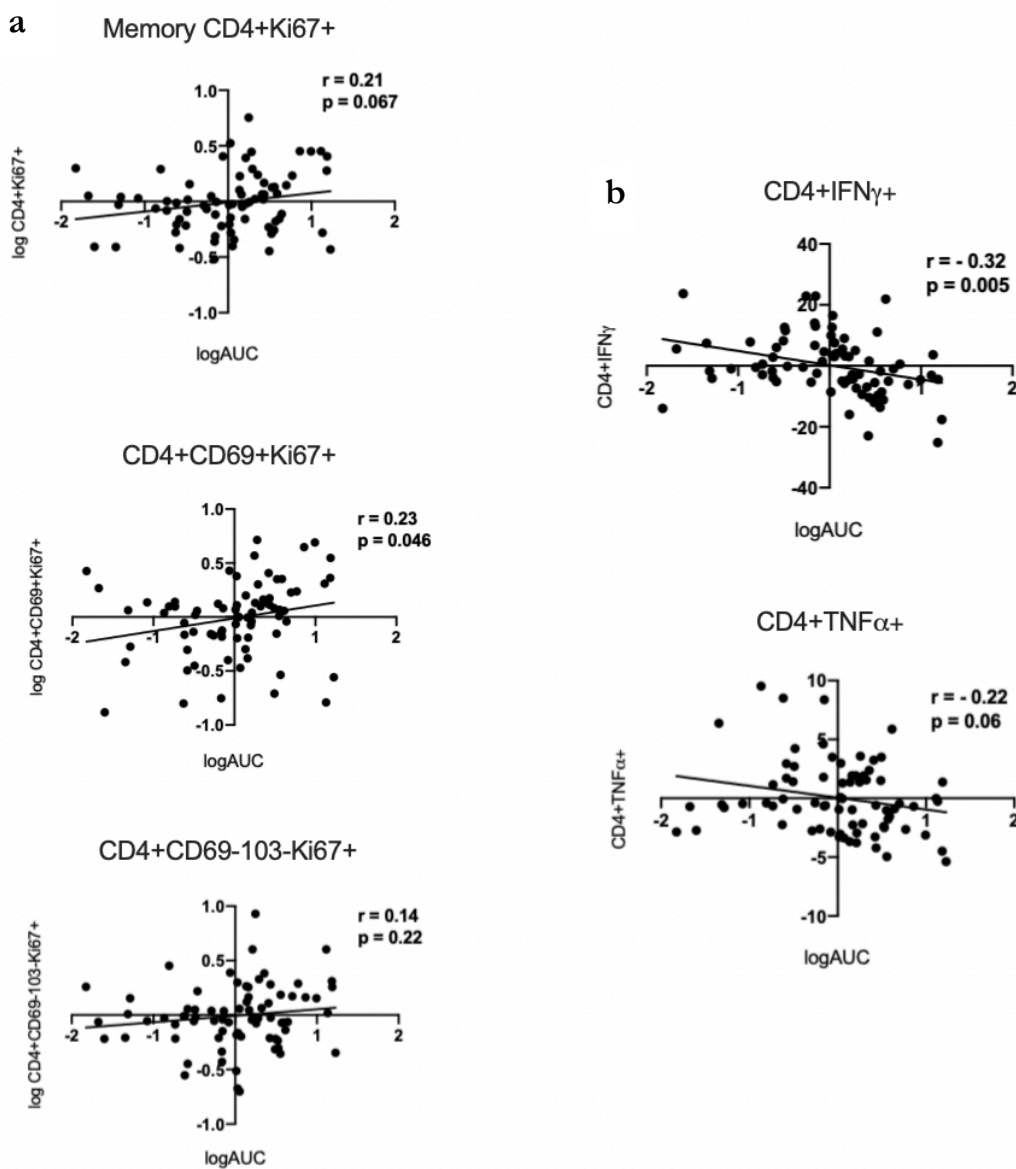 a
Memory CD4+Ki67+
r = 0.21
p = 0.067
log CD4+Ki67+
1.0
0.5
-0.5
-1.0
-2
-1
1
2
logAUC
CD4+CD69+Ki67+
r = 0.23
p = 0.046
log CD4+CD69+Ki67+
1.0
0.5
-0.5
-1.0
-2
-1
1
2
logAUC
CD4+CD69-103-Ki67+
r = 0.14
p = 0.22
log CD4+CD69-103-Ki67+
1.0
0.5
-0.5
-1.0
-2
-1
1
2
logAUC
b
CD4+IFNγ+
r = - 0.32
p = 0.005
CD4+IFNγ
40
20
-20
-40
-2
-1
1
2
logAUC
CD4+TNFα+
r = - 0.22
p = 0.06
CD4+TNFα+
10
5
-5
-10
-2
-1
1
2
logAUC